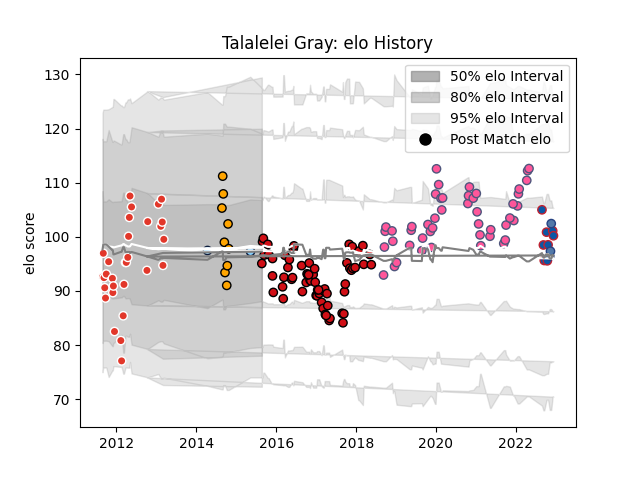 Talalelei Gray: elo History
130
120
110
100
90
80
70
elo score
50% elo Interval
80% elo Interval
95% elo Interval
Post Match elo
2012
2014
2016
2018
2020
2022